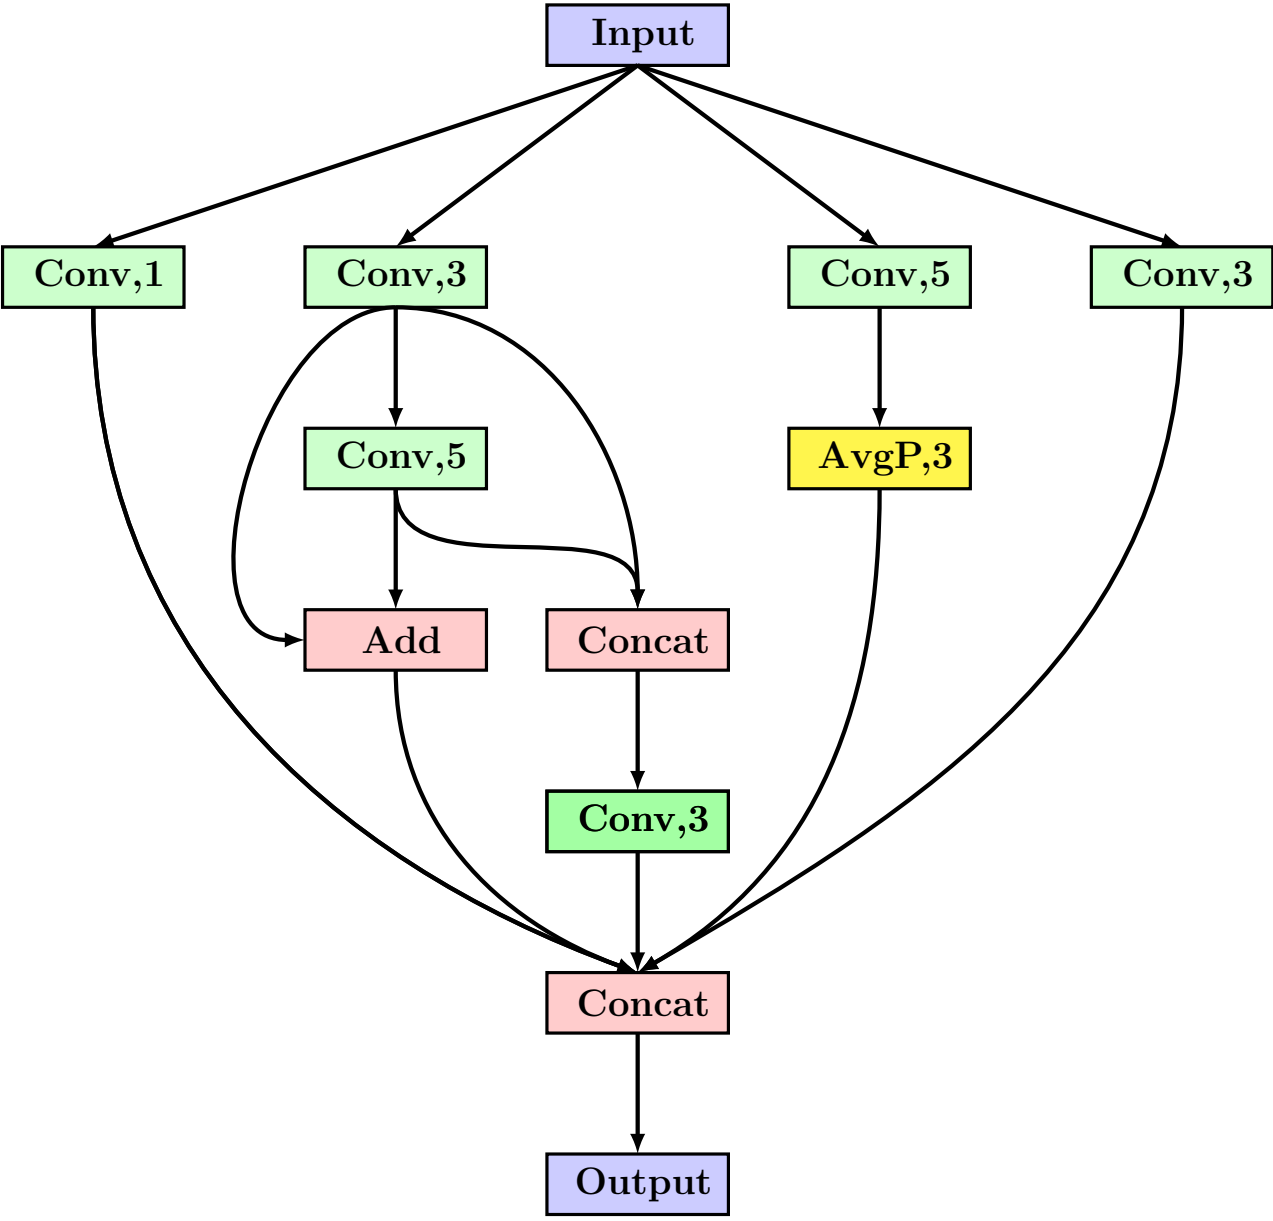 Input
Conv,1
Conv,3
Conv,5
Conv,3
Conv,5
AvgP,3
Add
Concat
Conv,3
Concat
Output